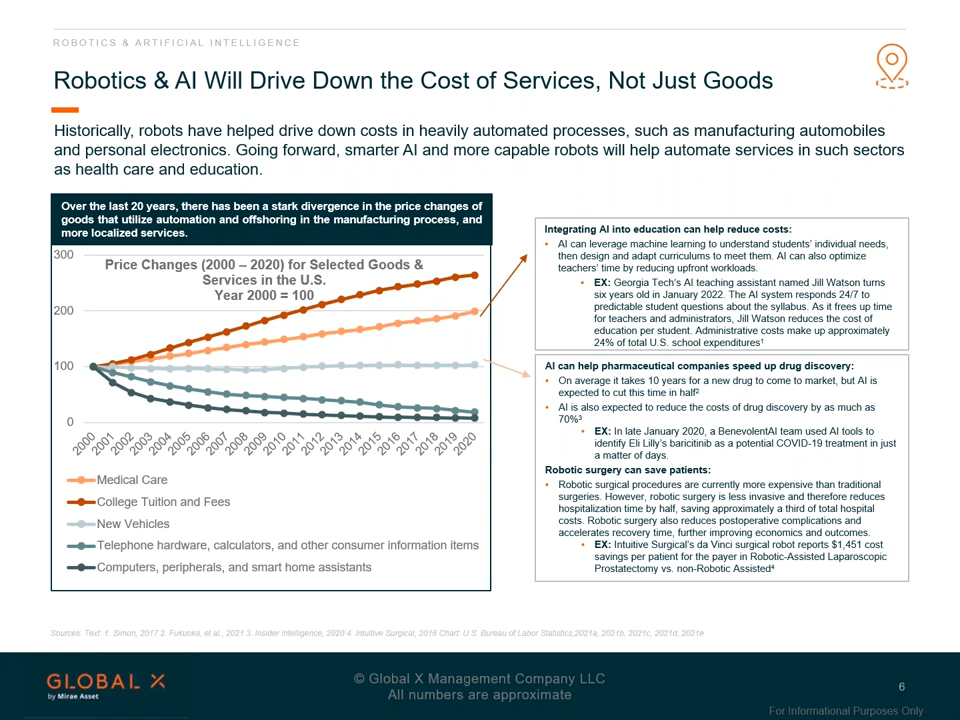 ROBOTICS & ARTIFICIAL INTELLIGENCE
Robotics & AI Will Drive Down the Cost of Services, Not Just Goods
Historically, robots have helped drive down costs in heavily automated processes, such as manufacturing automobiles
and personal electronics. Going forward, smarter AI and more capable robots will help automate services in such sectors
as health care and education.
Over the last 20 years, there has been a stark divergence in the price changes of
goods that utilize automation and offshoring in the manufacturing process, and
more localized services.
Price Changes (2000 – 2020) for Selected Goods &
Services in the U.S.
Year 2000 = 100
300
200
100
0
2000 2001 2002 2003 2004 2005 2006 2007 2008 2009 2010 2011 2012 2013 2014 2015 2016 2017 2018 2019 2020
Medical Care
College Tuition and Fees
New Vehicles
Telephone hardware, calculators, and other consumer information items
Computers, peripherals, and smart home assistants
Integrating AI into education can help reduce costs:
• AI can leverage machine learning to understand students' individual needs,
then design and adapt curriculums to meet them. AI can also optimize
teachers' time by reducing upfront workloads.
• EX: Georgia Tech's AI teaching assistant named Jill Watson turns
six years old in January 2022. The AI system responds 24/7 to
predictable student questions about the syllabus. As it frees up time
for teachers and administrators, Jill Watson reduces the cost of
education per student. Administrative costs make up approximately
24% of total U.S. school expenditures¹
AI can help pharmaceutical companies speed up drug discovery:
• On average it takes 10 years for a new drug to come to market, but AI is
expected to cut this time in half²
• AI is also expected to reduce the costs of drug discovery by as much as
70%³
• EX: In late January 2020, a BenevolentAI team used AI tools to
identify Eli Lilly's baricitinib as a potential COVID-19 treatment in just
a matter of days.
Robotic surgery can save patients:
• Robotic surgical procedures are currently more expensive than traditional
surgeries. However, robotic surgery is less invasive and therefore reduces
hospitalization time by half, saving approximately a third of total hospital
costs. Robotic surgery also reduces postoperative complications and
accelerates recovery time, further improving economics and outcomes.
• EX: Intuitive Surgical's da Vinci surgical robot reports $1,451 cost
savings per patient for the payer in Robotic-Assisted Laparoscopic
Prostatectomy vs. non-Robotic Assisted⁴
Sources: Text: 1. Simon, 2017 2. Fukuoka, et al., 2021 3. Insider Intelligence, 2020 4. Intuitive Surgical, 2016 Chart: U.S. Bureau of Labor Statistics,2021a, 2021b, 2021c, 2021d, 2021e
GLOBAL X
by Mirae Asset
© Global X Management Company LLC
All numbers are approximate
6
For Informational Purposes Only